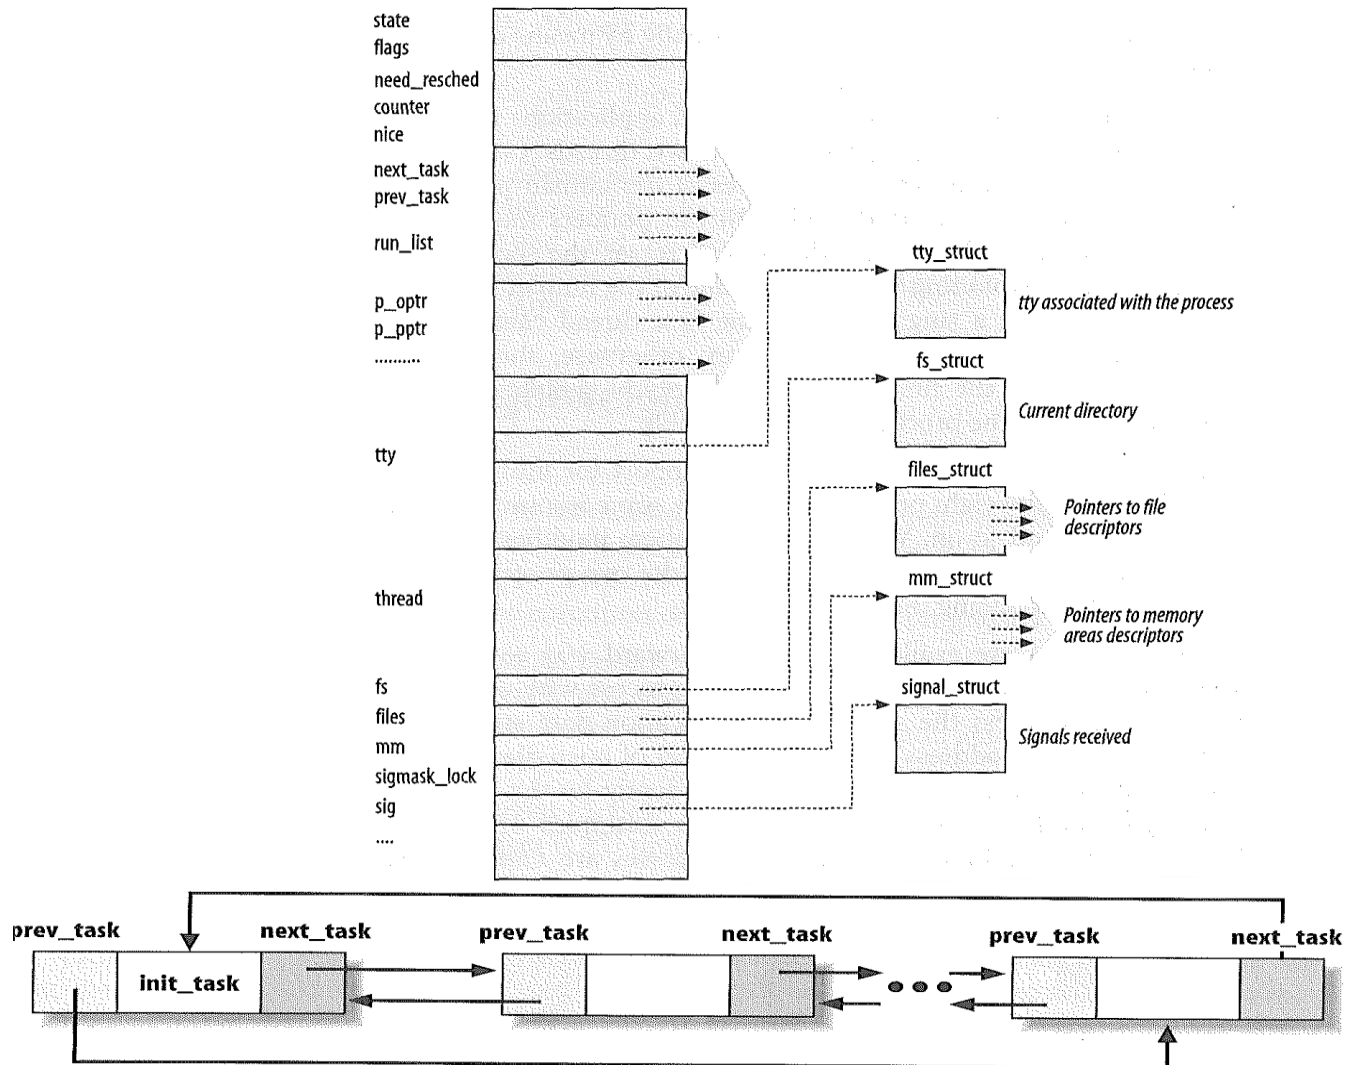 state
flags
need_resched
counter
nice
next_task
prev_task
run_list
p_optr
p_pptr
..........
tty
thread
fs
files
mm
sigmask_lock
sig
....
tty_struct
tty associated with the process
fs_struct
Current directory
files_struct
Pointers to file
descriptors
mm_struct
Pointers to memory
areas descriptors
signal_struct
Signals received
prev_task
next_task
prev_task
next_task
prev_task
next_task
init_task